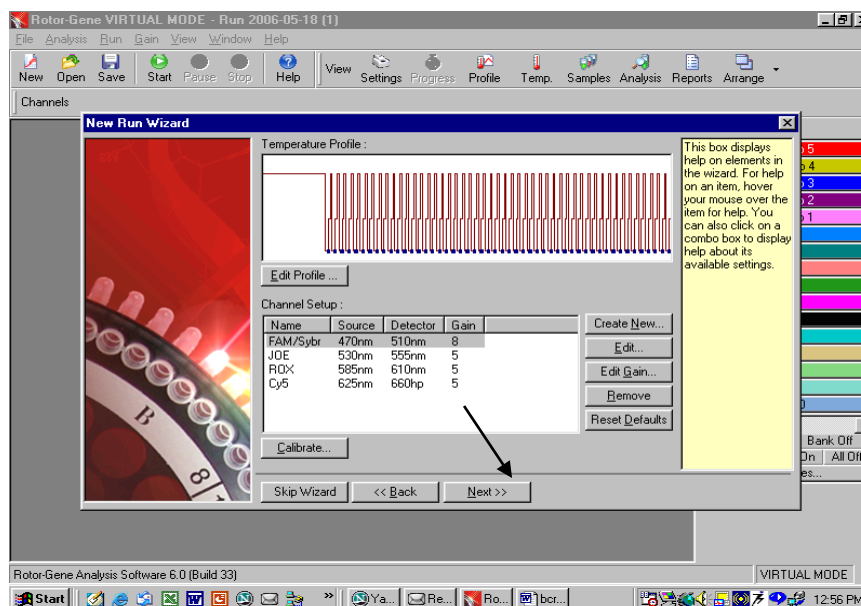 Rotor-Gene VIRTUAL MODE - Run 2006-05-18 (1)
File Analysis Run Gain View Window Help
New Open Save Start Pause Stop Help View Settings Progress Profile Temp. Samples Analysis Reports Arrange
Channels
New Run Wizard
Temperature Profile :
Edit Profile ...
Channel Setup :
Name Source Detector Gain
FAM/Sybr 470nm 510nm 8
JOE 530nm 555nm 5
ROX 585nm 610nm 5
Cy5 625nm 660hp 5
Create New...
Edit...
Edit Gain...
Remove
Reset Defaults
Calibrate...
Skip Wizard << Back Next >>
This box displays
help on elements in
the wizard. For help
on an item, hover
your mouse over the
item for help. You
can also click on a
combo box to display
help about its
available settings.
B
8
5
4
3
2
1
Bank Off
On All Off
es...
Rotor-Gene Analysis Software 6.0 (Build 33) VIRTUAL MODE
Start » Ya... Re... Ro... bcr... 12:56 PM